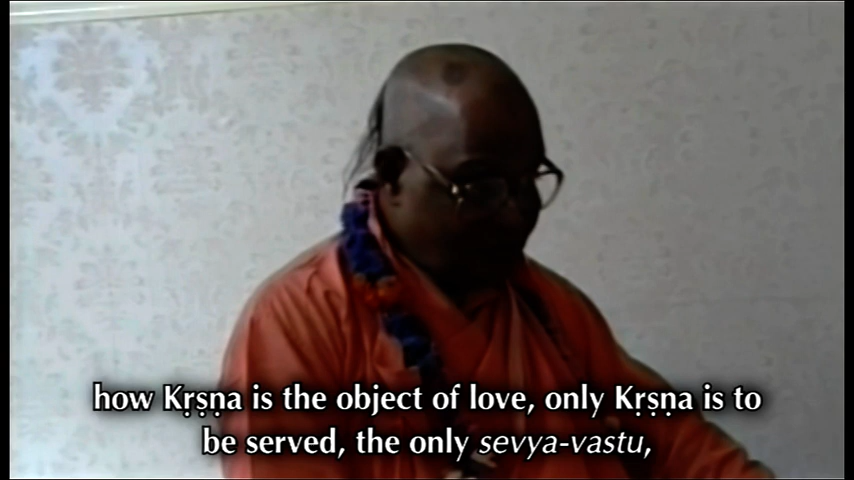 how Kṛṣṇa is the object of love, only Kṛṣṇa is to
be served, the only sevya-vastu,